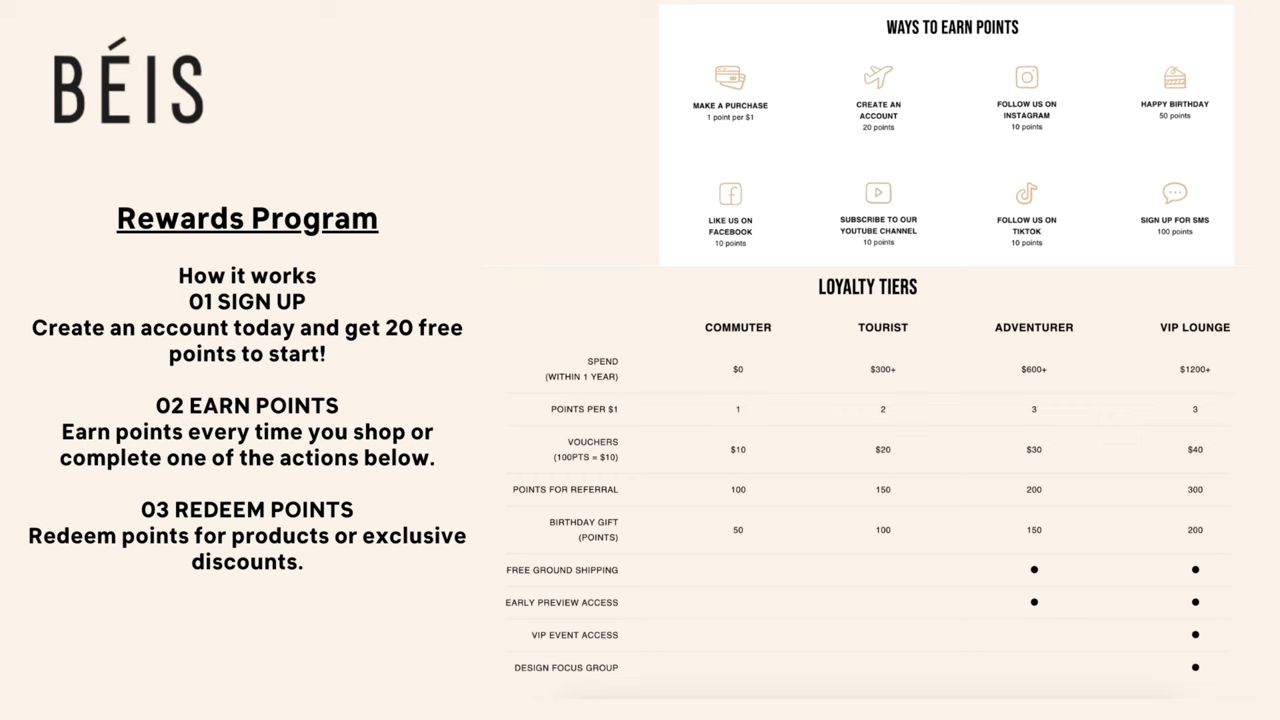 BÉIS
Rewards Program
How it works
01 SIGN UP
Create an account today and get 20 free
points to start!
02 EARN POINTS
Earn points every time you shop or
complete one of the actions below.
03 REDEEM POINTS
Redeem points for products or exclusive
discounts.
WAYS TO EARN POINTS
MAKE A PURCHASE
1 point per $1
CREATE AN
ACCOUNT
20 points
FOLLOW US ON
INSTAGRAM
10 points
HAPPY BIRTHDAY
50 points
LIKE US ON
FACEBOOK
10 points
SUBSCRIBE TO OUR
YOUTUBE CHANNEL
10 points
FOLLOW US ON
TIKTOK
10 points
SIGN UP FOR SMS
100 points
LOYALTY TIERS
COMMUTER TOURIST ADVENTURER VIP LOUNGE
SPEND
(WITHIN 1 YEAR) $0 $300+ $600+ $1200+
POINTS PER $1 1 2 3 3
VOUCHERS
(100PTS = $10) $10 $20 $30 $40
POINTS FOR REFERRAL 100 150 200 300
BIRTHDAY GIFT
(POINTS) 50 100 150 200
FREE GROUND SHIPPING
EARLY PREVIEW ACCESS
VIP EVENT ACCESS
DESIGN FOCUS GROUP